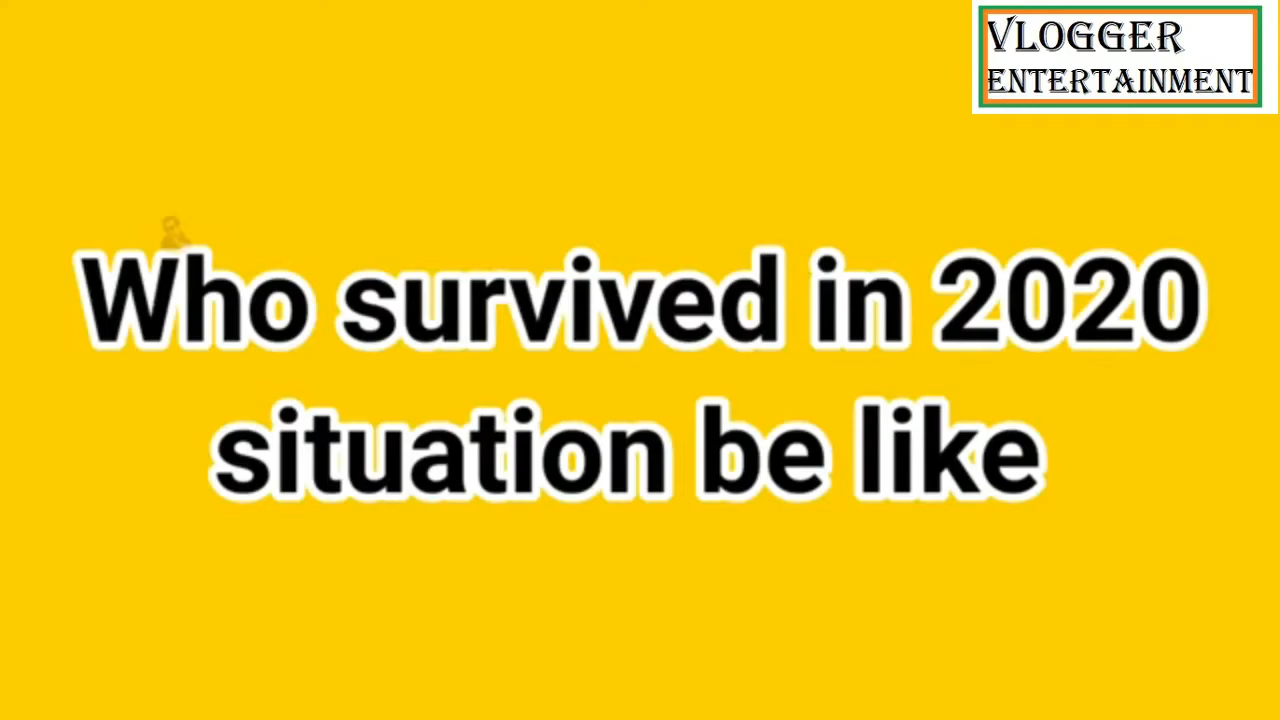 VLOGGER
ENTERTAINMENT
Who survived in 2020
situation be like